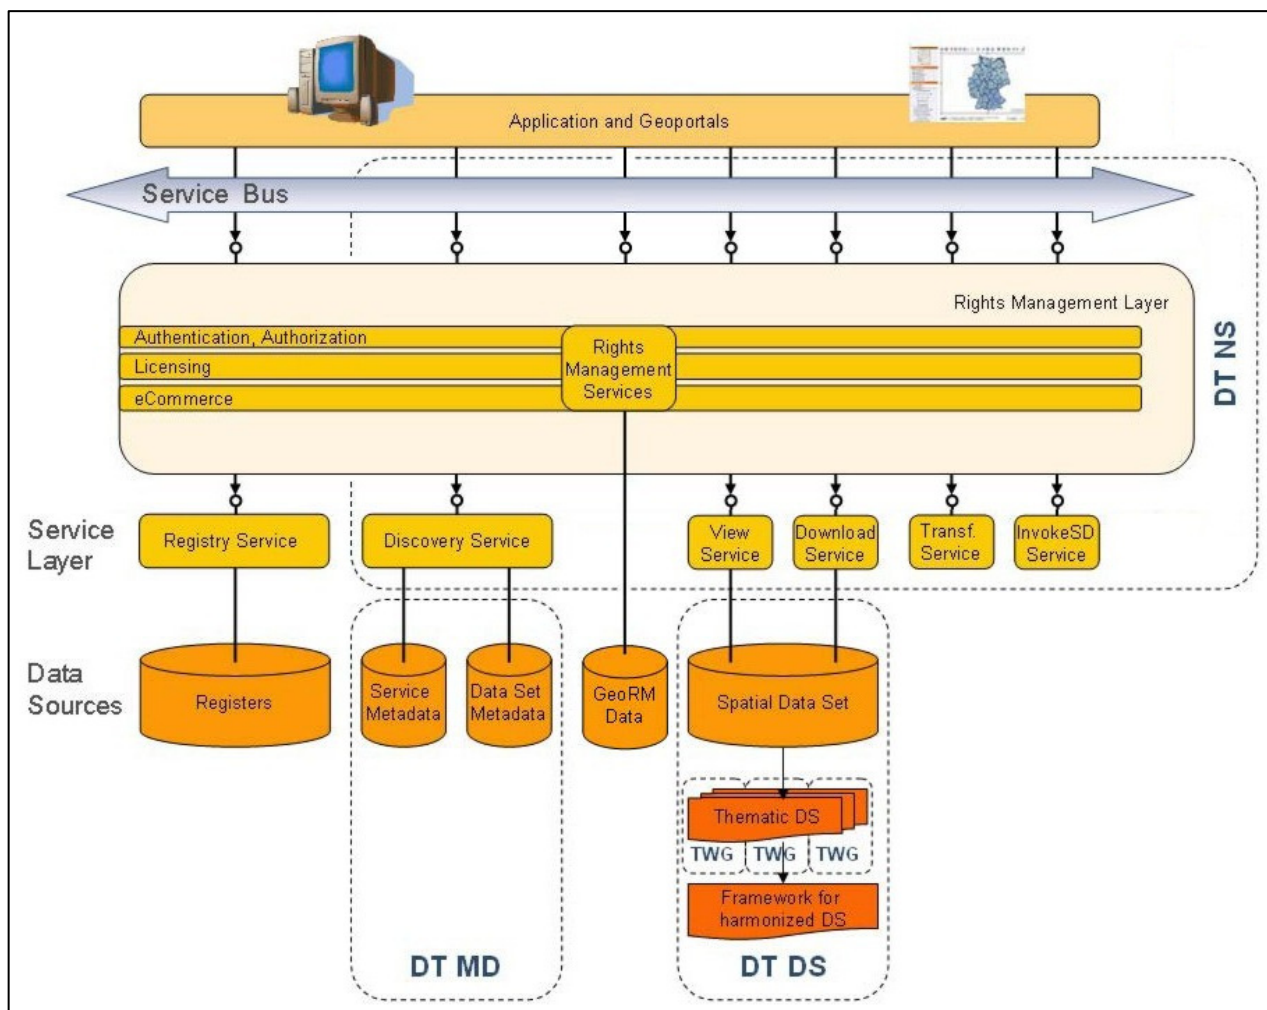 Application and Geoportals
Service Bus
Rights Management Layer
Authentication, Authorization
Licensing
eCommerce
Rights
Management
Services
DT NS
Service
Layer
Registry Service
Discovery Service
View
Service
Download
Service
Transf.
Service
InvokeSD
Service
Data
Sources
Registers
Service
Metadata
Data Set
Metadata
GeoRM
Data
Spatial Data Set
Thematic DS
TWG
TWG
TWG
Framework for
harmonized DS
DT MD
DT DS